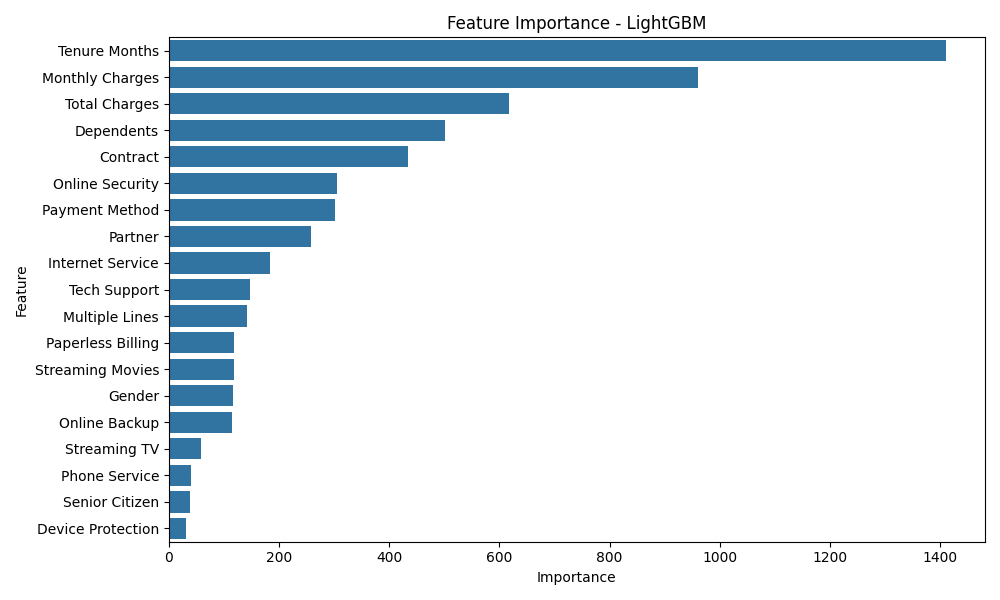 Feature Importance - LightGBM
Feature
Tenure Months
Monthly Charges
Total Charges
Dependents
Contract
Online Security
Payment Method
Partner
Internet Service
Tech Support
Multiple Lines
Paperless Billing
Streaming Movies
Gender
Online Backup
Streaming TV
Phone Service
Senior Citizen
Device Protection
0 200 400 600 800 1000 1200 1400
Importance